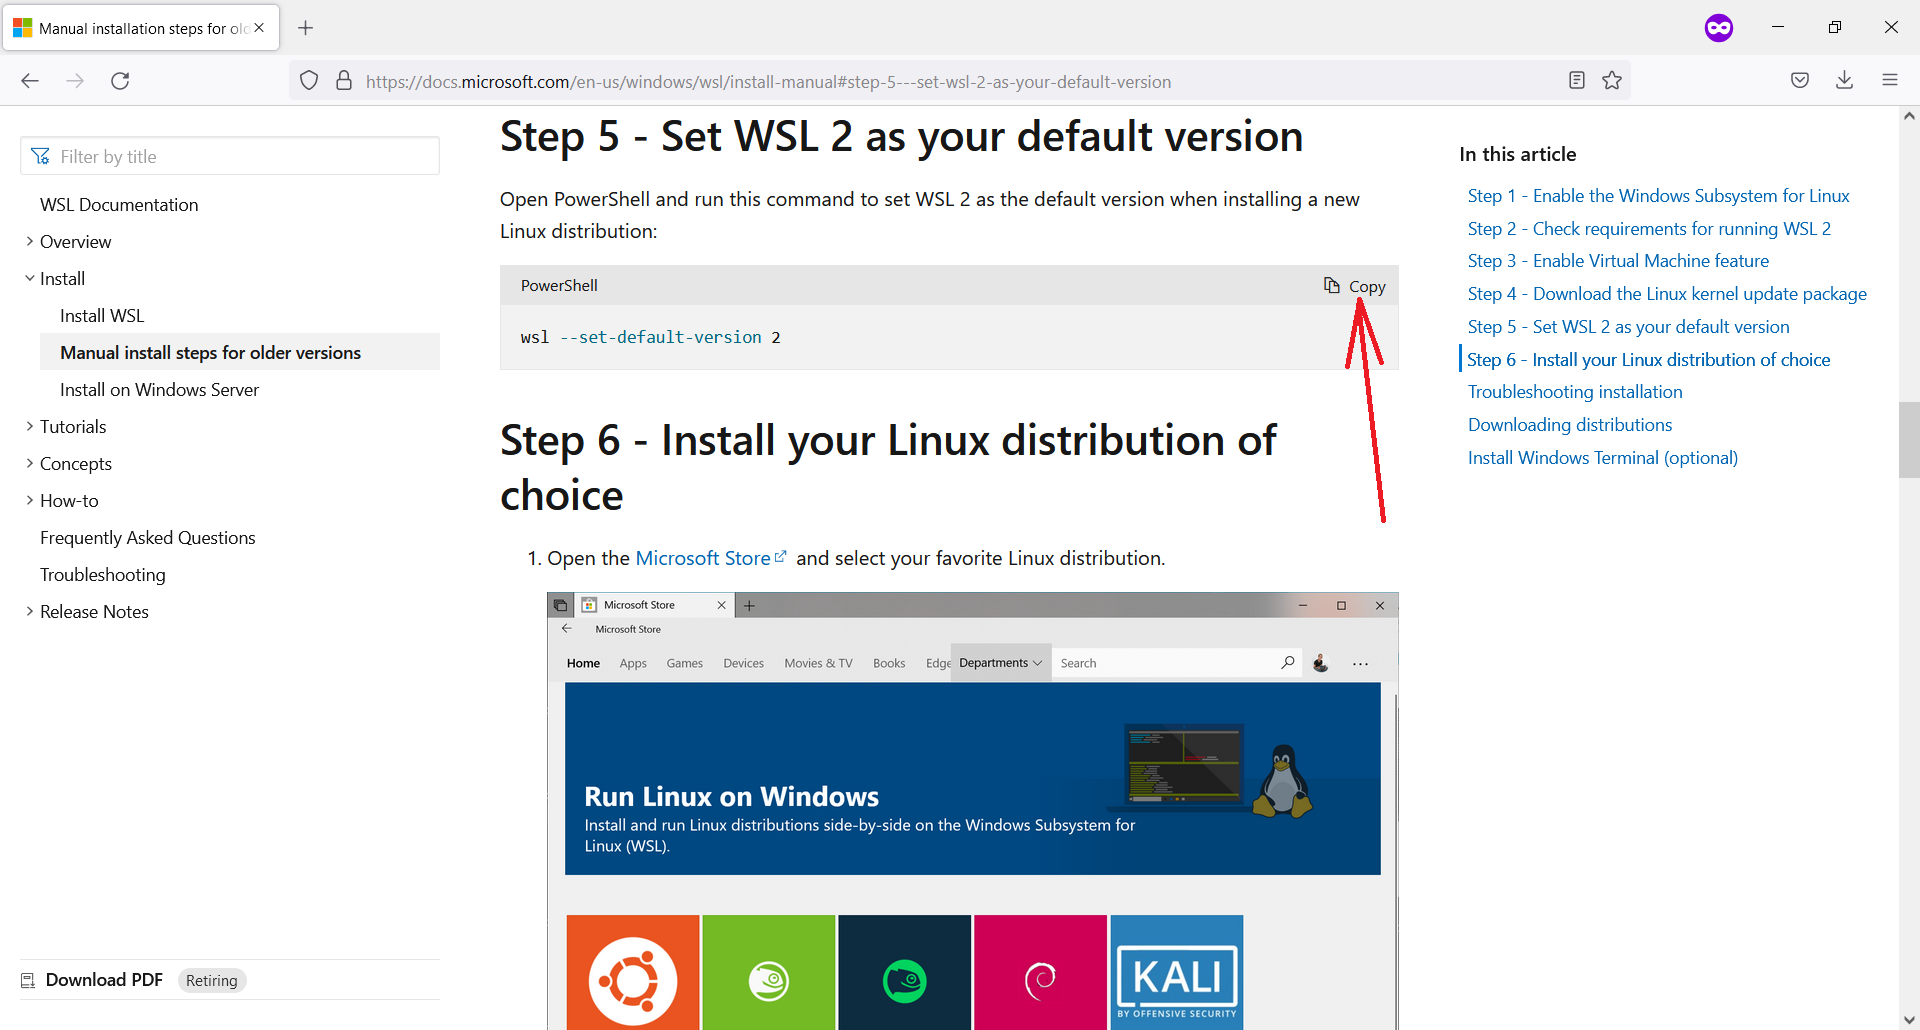 Manual installation steps for old
https://docs.microsoft.com/en-us/windows/wsl/install-manual#step-5---set-wsl-2-as-your-default-version
Filter by title
WSL Documentation
Overview
Install
Install WSL
Manual install steps for older versions
Install on Windows Server
Tutorials
Concepts
How-to
Frequently Asked Questions
Troubleshooting
Release Notes
Download PDF Retiring
Step 5 - Set WSL 2 as your default version
Open PowerShell and run this command to set WSL 2 as the default version when installing a new
Linux distribution:
PowerShell Copy
wsl --set-default-version 2
Step 6 - Install your Linux distribution of
choice
1. Open the Microsoft Store and select your favorite Linux distribution.
Microsoft Store
Microsoft Store
Home Apps Games Devices Movies & TV Books Edge Departments Search
Run Linux on Windows
Install and run Linux distributions side-by-side on the Windows Subsystem for
Linux (WSL).
KALI
BY OFFENSIVE SECURITY
In this article
Step 1 - Enable the Windows Subsystem for Linux
Step 2 - Check requirements for running WSL 2
Step 3 - Enable Virtual Machine feature
Step 4 - Download the Linux kernel update package
Step 5 - Set WSL 2 as your default version
Step 6 - Install your Linux distribution of choice
Troubleshooting installation
Downloading distributions
Install Windows Terminal (optional)